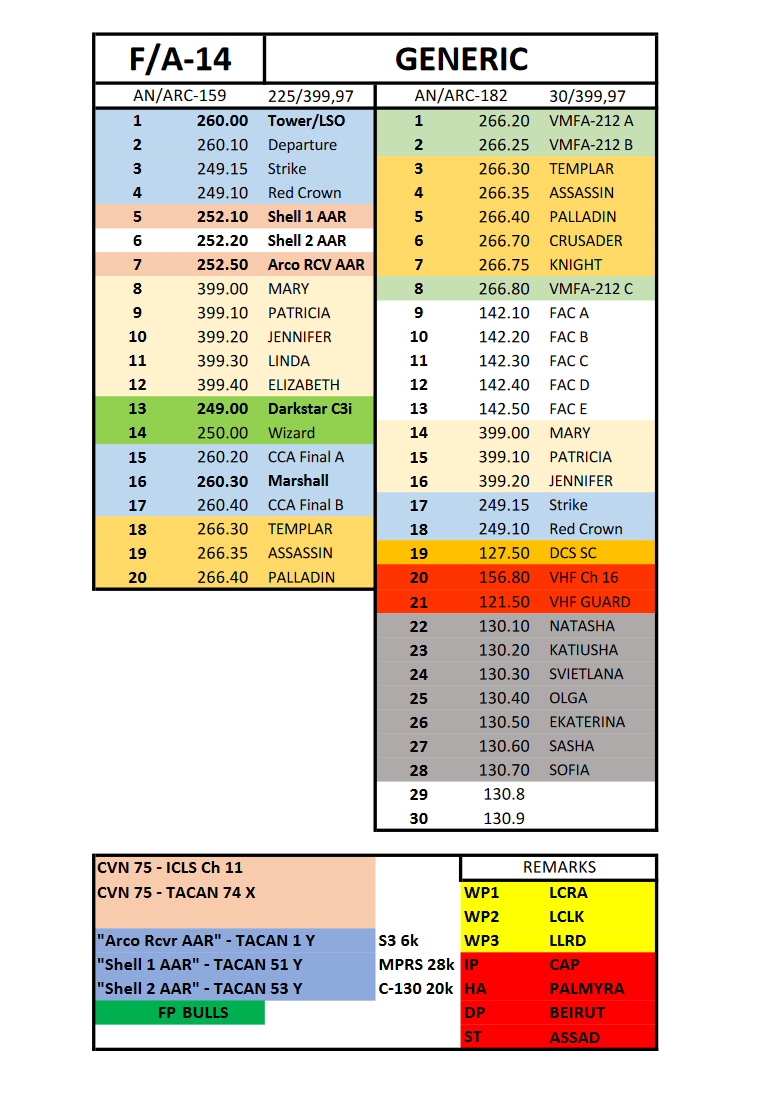 F/A-14 GENERIC
AN/ARC-159 225/399,97 AN/ARC-182 30/399,97
1 260.00 Tower/LSO 1 266.20 VMFA-212 A
2 260.10 Departure 2 266.25 VMFA-212 B
3 249.15 Strike 3 266.30 TEMPLAR
4 249.10 Red Crown 4 266.35 ASSASSIN
5 252.10 Shell 1 AAR 5 266.40 PALLADIN
6 252.20 Shell 2 AAR 6 266.70 CRUSADER
7 252.50 Arco RCV AAR 7 266.75 KNIGHT
8 399.00 MARY 8 266.80 VMFA-212 C
9 399.10 PATRICIA 9 142.10 FAC A
10 399.20 JENNIFER 10 142.20 FAC B
11 399.30 LINDA 11 142.30 FAC C
12 399.40 ELIZABETH 12 142.40 FAC D
13 249.00 Darkstar C3i 13 142.50 FAC E
14 250.00 Wizard 14 399.00 MARY
15 260.20 CCA Final A 15 399.10 PATRICIA
16 260.30 Marshall 16 399.20 JENNIFER
17 260.40 CCA Final B 17 249.15 Strike
18 266.30 TEMPLAR 18 249.10 Red Crown
19 266.35 ASSASSIN 19 127.50 DCS SC
20 266.40 PALLADIN 20 156.80 VHF Ch 16
21 121.50 VHF GUARD
22 130.10 NATASHA
23 130.20 KATIUSHA
24 130.30 SVIETLANA
25 130.40 OLGA
26 130.50 EKATERINA
27 130.60 SASHA
28 130.70 SOFIA
29 130.8
30 130.9
CVN 75 - ICLS Ch 11 REMARKS
CVN 75 - TACAN 74 X WP1 LCRA
WP2 LCLK
"Arco Rcvr AAR" - TACAN 1 Y S3 6k WP3 LLRD
"Shell 1 AAR" - TACAN 51 Y MPRS 28k IP CAP
"Shell 2 AAR" - TACAN 53 Y C-130 20k HA PALMYRA
FP BULLS DP BEIRUT
ST ASSAD